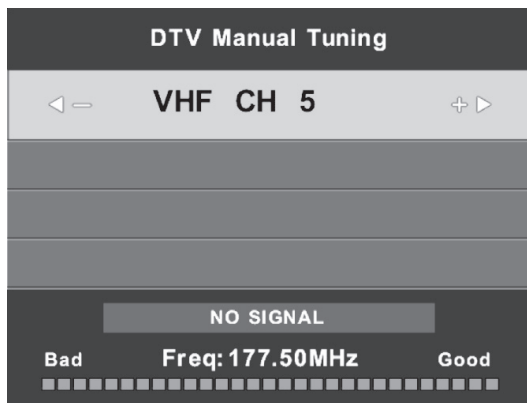 DTV Manual Tuning
VHF CH 5
NO SIGNAL
Bad Freq:177.50MHz Good